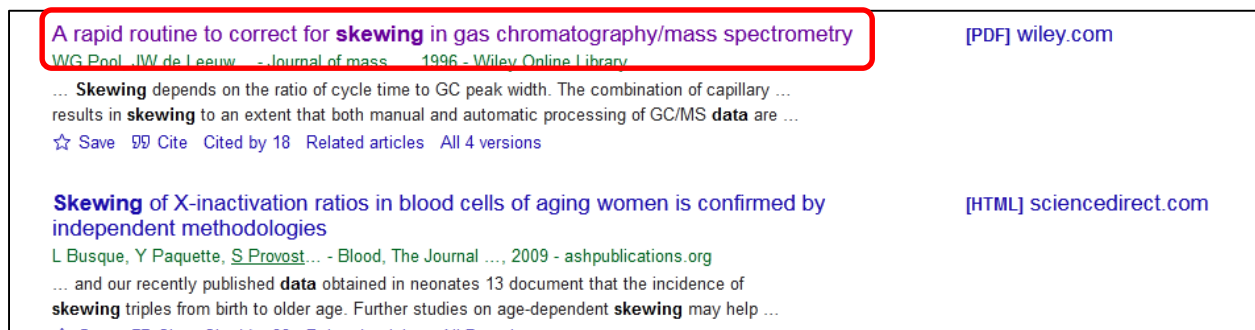 A rapid routine to correct for skewing in gas chromatography/mass spectrometry
[PDF] wiley.com
WG Pool, JW de Leeuw… - Journal of mass …, 1996 - Wiley Online Library
… Skewing depends on the ratio of cycle time to GC peak width. The combination of capillary …
results in skewing to an extent that both manual and automatic processing of GC/MS data are …
☆ Save 99 Cite Cited by 18 Related articles All 4 versions
Skewing of X-inactivation ratios in blood cells of aging women is confirmed by
independent methodologies
[HTML] sciencedirect.com
L Busque, Y Paquette, S Provost… - Blood, The Journal …, 2009 - ashpublications.org
… and our recently published data obtained in neonates 13 document that the incidence of
skewing triples from birth to older age. Further studies on age-dependent skewing may help …